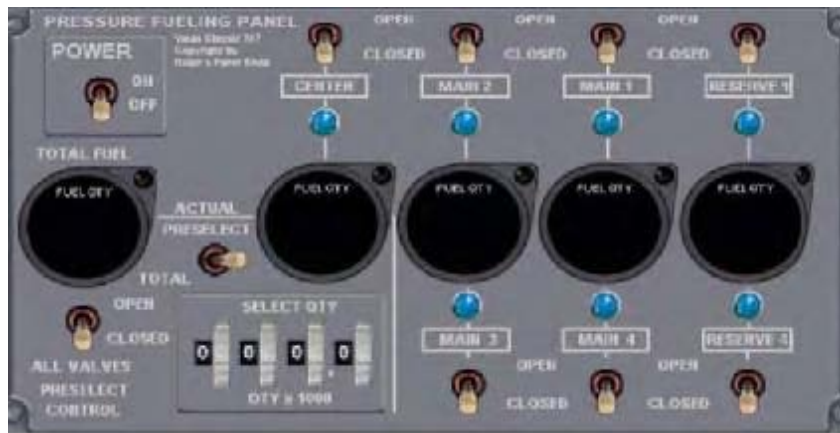 PRESSURE FUELING PANEL
POWER
ON
OFF
OPEN
CLOSED
OPEN
CLOSED
OPEN
CLOSED
CENTER
MAIN 2
MAIN 1
RESERVE 1
TOTAL FUEL
FUEL QTY
FUEL QTY
FUEL QTY
FUEL QTY
FUEL QTY
ACTUAL
PRESELECT
TOTAL
OPEN
CLOSED
ALL VALVES
PRESELECT
CONTROL
SELECT QTY
0 0 0 . 0
QTY x 1000
MAIN 3
MAIN 4
RESERVE 4
OPEN
CLOSED
OPEN
CLOSED